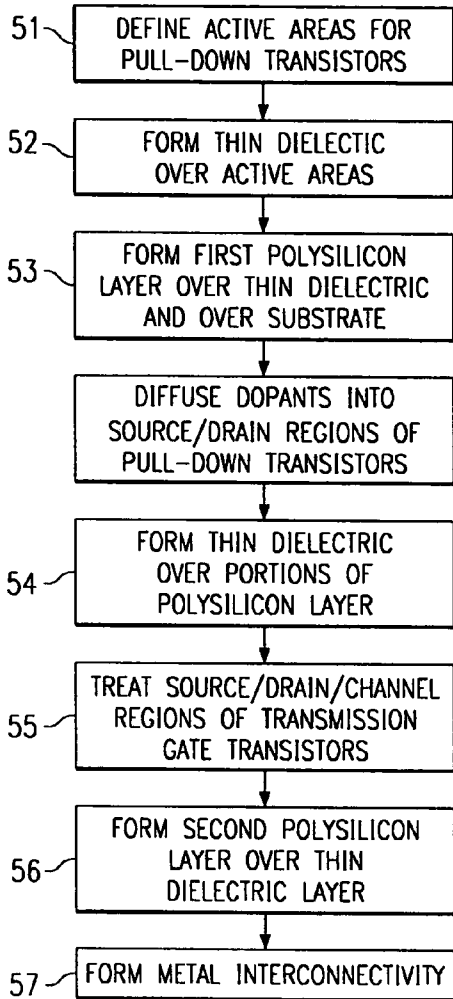 51
DEFINE ACTIVE AREAS FOR
PULL-DOWN TRANSISTORS
52
FORM THIN DIELECTIC
OVER ACTIVE AREAS
53
FORM FIRST POLYSILICON
LAYER OVER THIN DIELECTRIC
AND OVER SUBSTRATE
DIFFUSE DOPANTS INTO
SOURCE/DRAIN REGIONS OF
PULL-DOWN TRANSISTORS
54
FORM THIN DIELECTRIC
OVER PORTIONS OF
POLYSILICON LAYER
55
TREAT SOURCE/DRAIN/CHANNEL
REGIONS OF TRANSMISSION
GATE TRANSISTORS
56
FORM SECOND POLYSILICON
LAYER OVER THIN
DIELECTRIC LAYER
57
FORM METAL INTERCONNECTIVITY